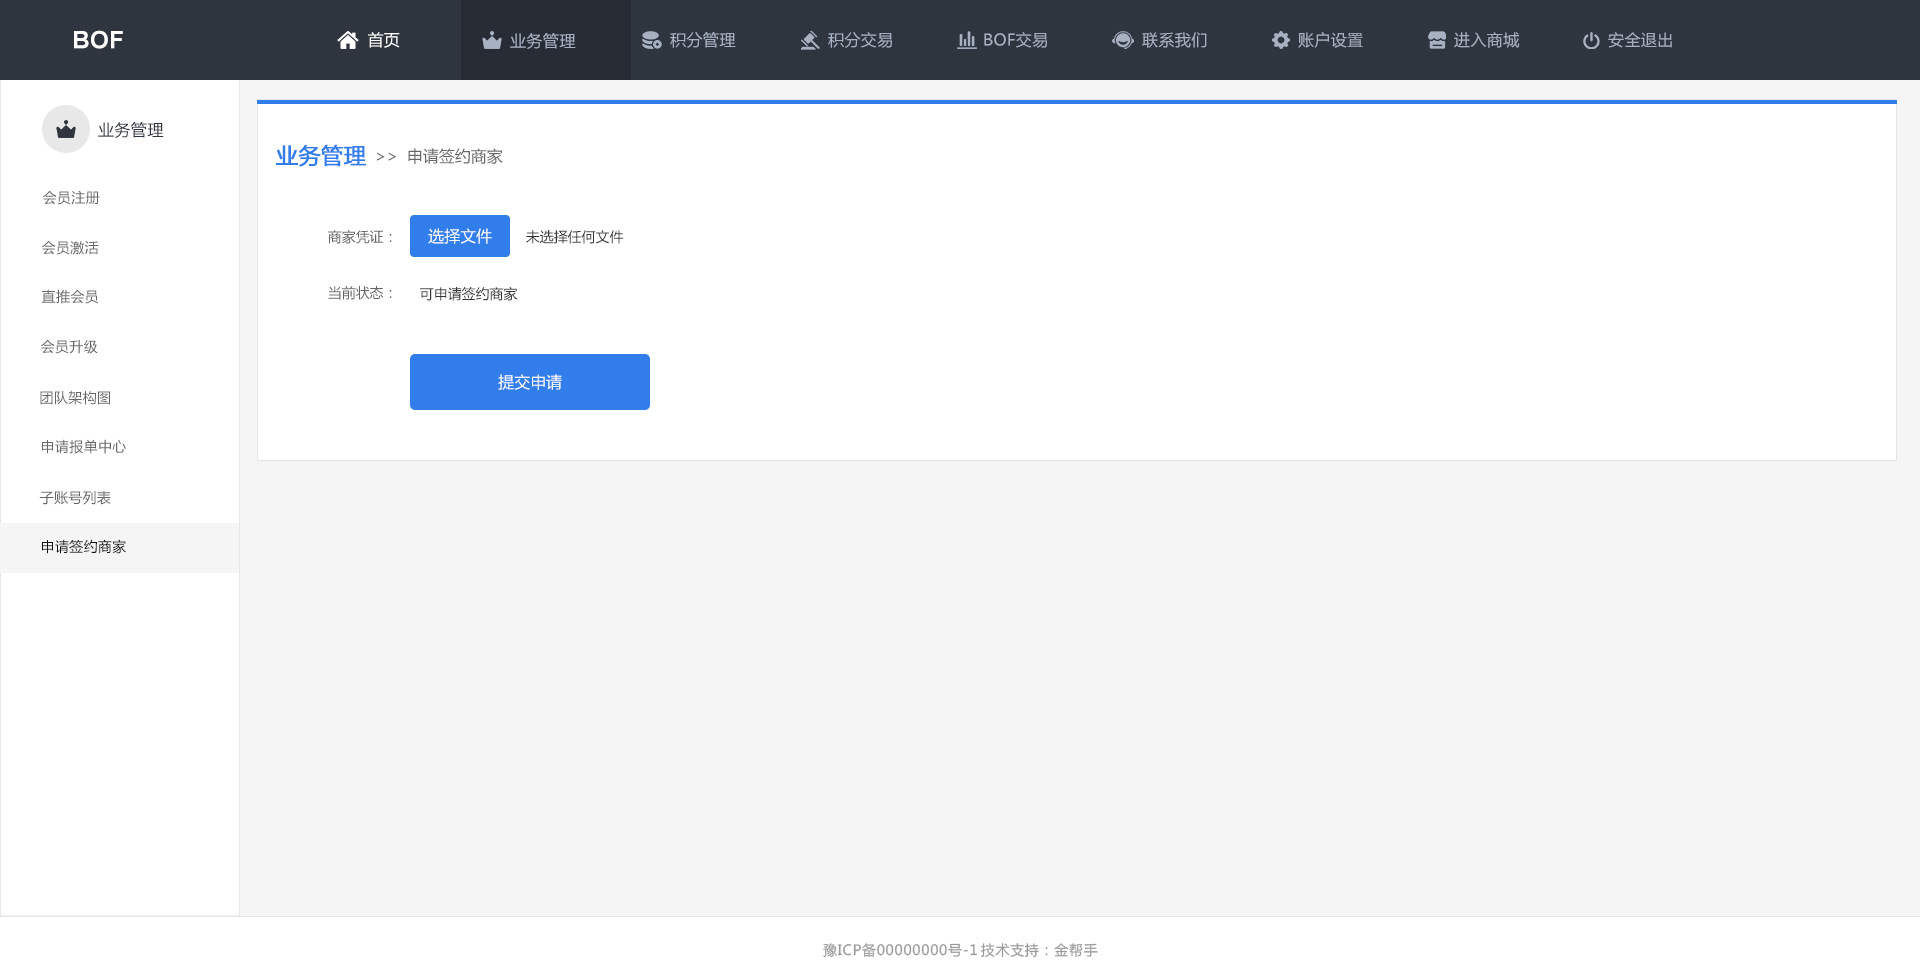 BOF 首页 业务管理 积分管理 积分交易 BOF交易 联系我们 账户设置 进入商城 安全退出
业务管理
会员注册
会员激活
直推会员
会员升级
团队架构图
申请报单中心
子账号列表
申请签约商家
业务管理 >> 申请签约商家
商家凭证： 选择文件 未选择任何文件
当前状态： 可申请签约商家
提交申请
豫ICP备00000000号-1 技术支持：金帮手